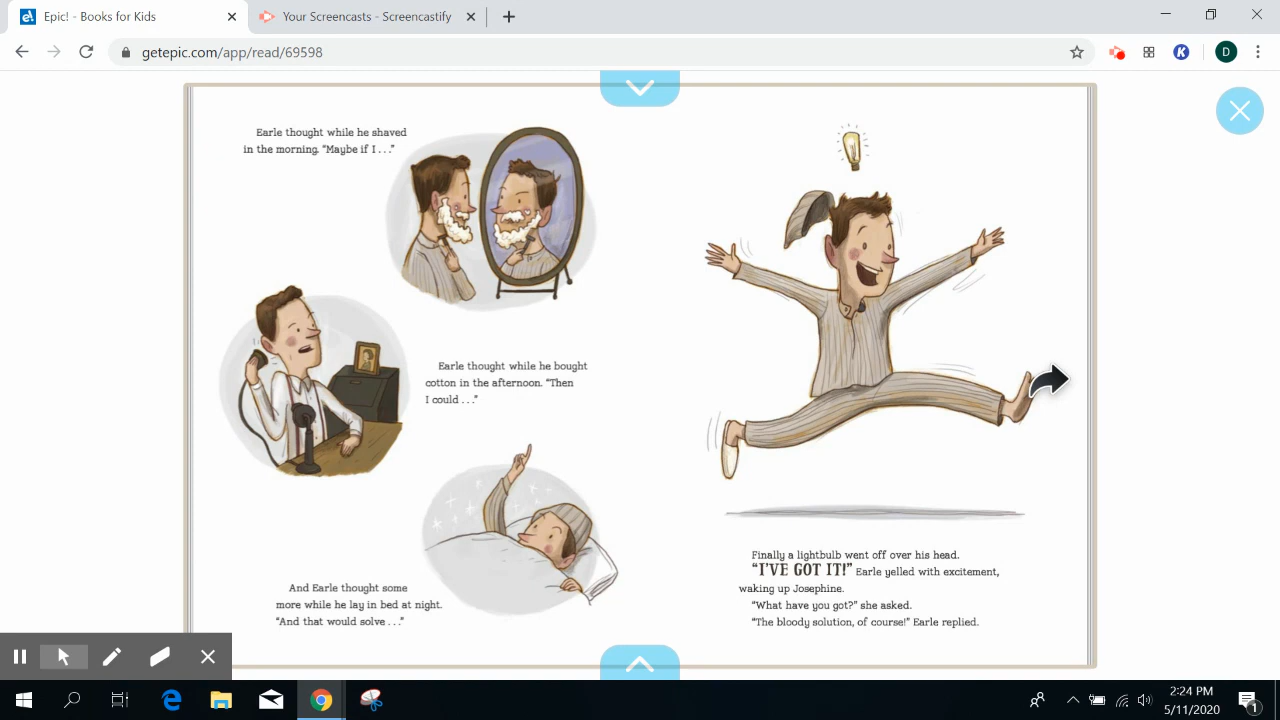 Epic! - Books for Kids
Your Screencasts - Screencastify
getepic.com/app/read/69598
D
K
Earle thought while he shaved
in the morning. “Maybe if I . . .”
Earle thought while he bought
cotton in the afternoon. “Then
I could . . .”
And Earle thought some
more while he lay in bed at night.
“And that would solve . . .”
Finally a lightbulb went off over his head.
“I’VE GOT IT!” Earle yelled with excitement,
waking up Josephine.
“What have you got?” she asked.
“The bloody solution, of course!” Earle replied.
2:24 PM
5/11/2020
1